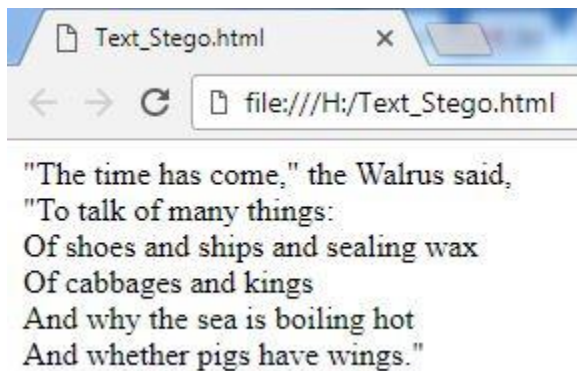 Text_Stego.html
file:///H:/Text_Stego.html
"The time has come," the Walrus said,
"To talk of many things:
Of shoes and ships and sealing wax
Of cabbages and kings
And why the sea is boiling hot
And whether pigs have wings."